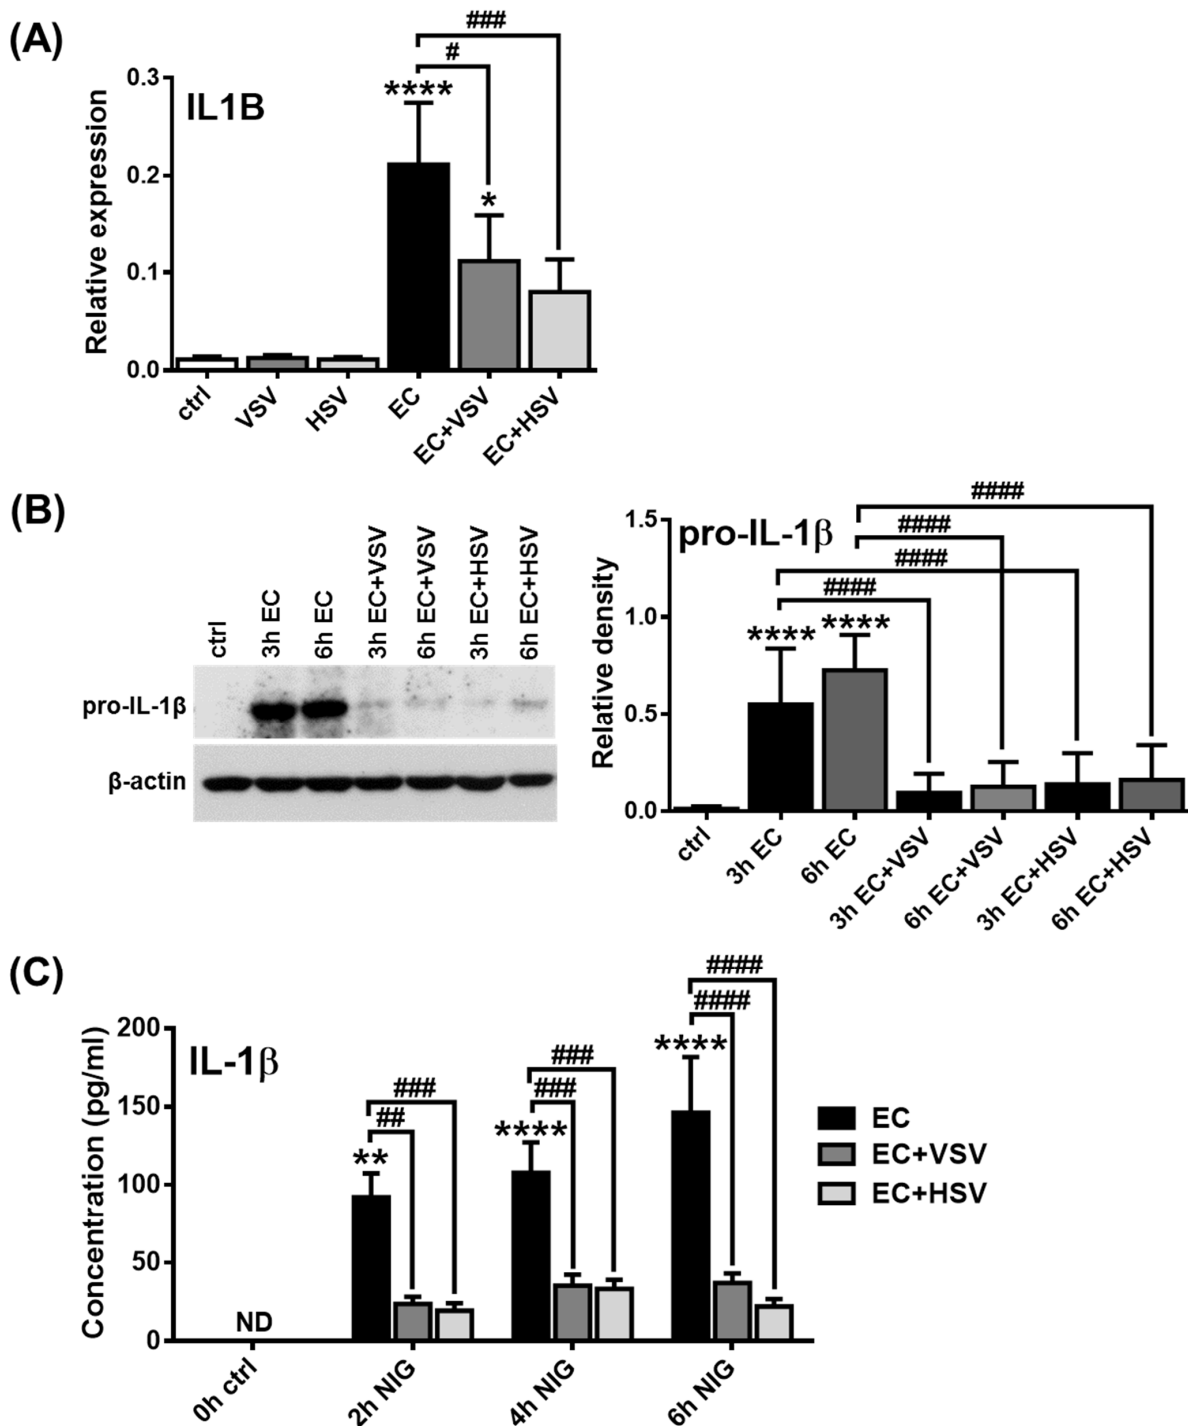 (A)
IL1B
Relative expression
0.3
0.2
0.1
0.0
###
#
****
*
ctrl
VSV
HSV
EC
EC+VSV
EC+HSV
(B)
ctrl
3h EC
6h EC
3h EC+VSV
6h EC+VSV
3h EC+HSV
6h EC+HSV
pro-IL-1β
β-actin
pro-IL-1β
Relative density
1.5
1.0
0.5
0.0
####
####
####
####
**** ****
ctrl
3h EC
6h EC
3h EC+VSV
6h EC+VSV
3h EC+HSV
6h EC+HSV
(C)
IL-1β
Concentration (pg/ml)
200
150
100
50
0
ND
###
##
**
###
###
****
####
####
****
0h ctrl
2h NIG
4h NIG
6h NIG
EC
EC+VSV
EC+HSV